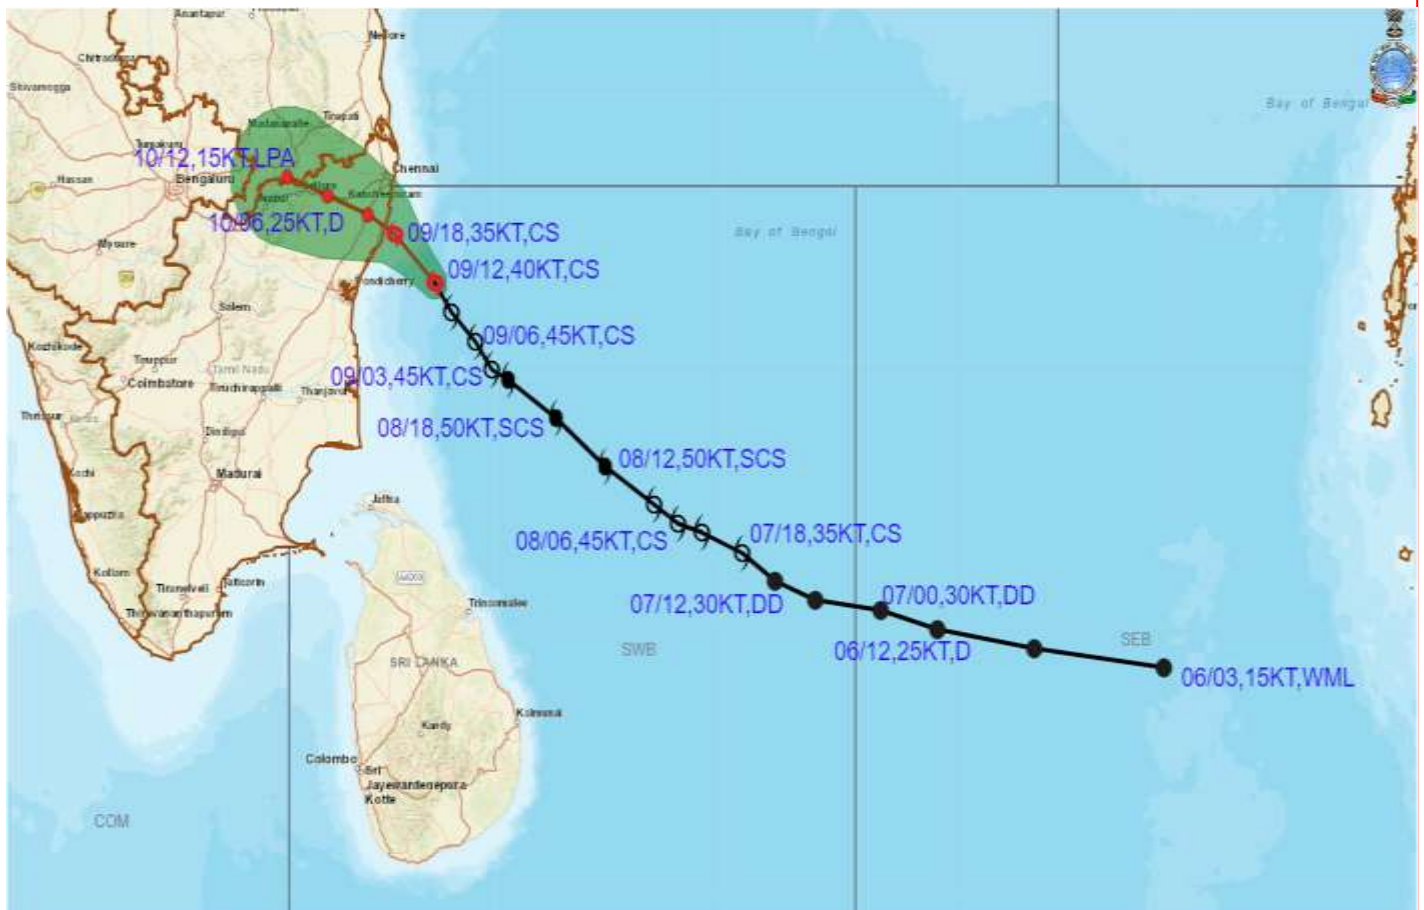 Anantapur
Nellore
Chitradurga
Shivamogga
Bay of Bengal
Tirupati
Madanapalle
Tumakuru
10/12,15KT,LPA
Chennai
Hassan
Bengaluru
Kancheepuram
10/06,25KT,D
09/18,35KT,CS
Bay of Bengal
Mysuru
09/12,40KT,CS
Pondicherry
Salem
09/06,45KT,CS
Kozhikode
Tiruppur
Tamil Nadu
Coimbatore
Tiruchirappalli
Thanjavur
09/03,45KT,CS
Thrissur
Kerala
08/18,50KT,SCS
Dindigul
08/12,50KT,SCS
Kochi
Madurai
Jaffna
Alappuzha
08/06,45KT,CS
07/18,35KT,CS
Kollam
Tirunelveli
Tuticorin
Thiruvananthapuram
Trincomalee
07/12,30KT,DD
07/00,30KT,DD
SWB
06/12,25KT,D
SEB
SRI LANKA
06/03,15KT,WML
Kandy
Kalmunai
Colombo
Sri
Jayewardenepura
Kotte
COM